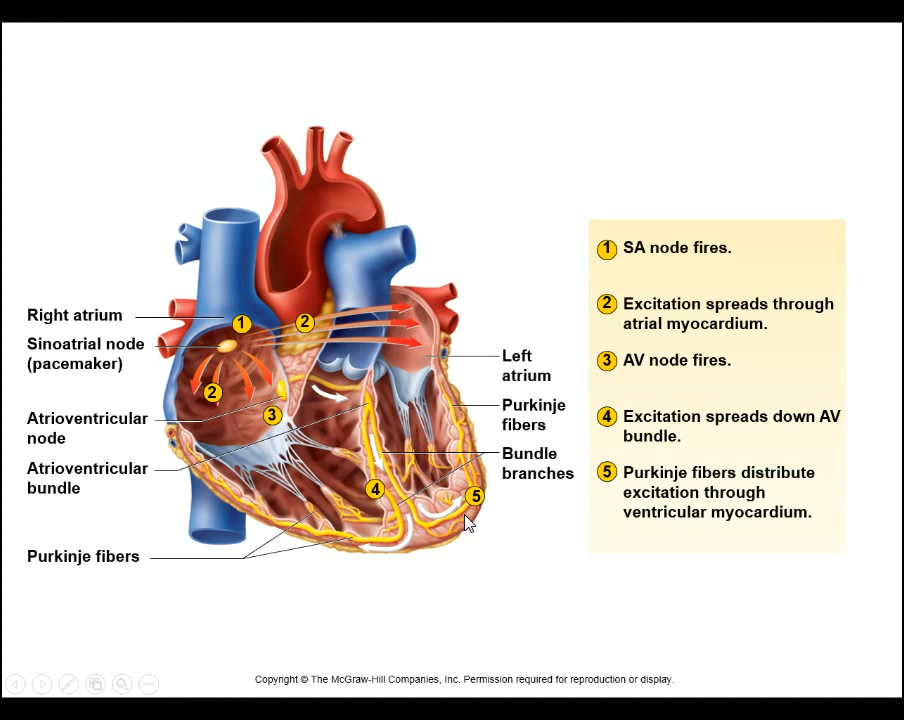 Right atrium
Sinoatrial node
(pacemaker)
Atrioventricular
node
Atrioventricular
bundle
Purkinje fibers
1
2
2
3
4
5
Left
atrium
Purkinje
fibers
Bundle
branches
1 SA node fires.
2 Excitation spreads through
atrial myocardium.
3 AV node fires.
4 Excitation spreads down AV
bundle.
5 Purkinje fibers distribute
excitation through
ventricular myocardium.
Copyright © The McGraw-Hill Companies, Inc. Permission required for reproduction or display.